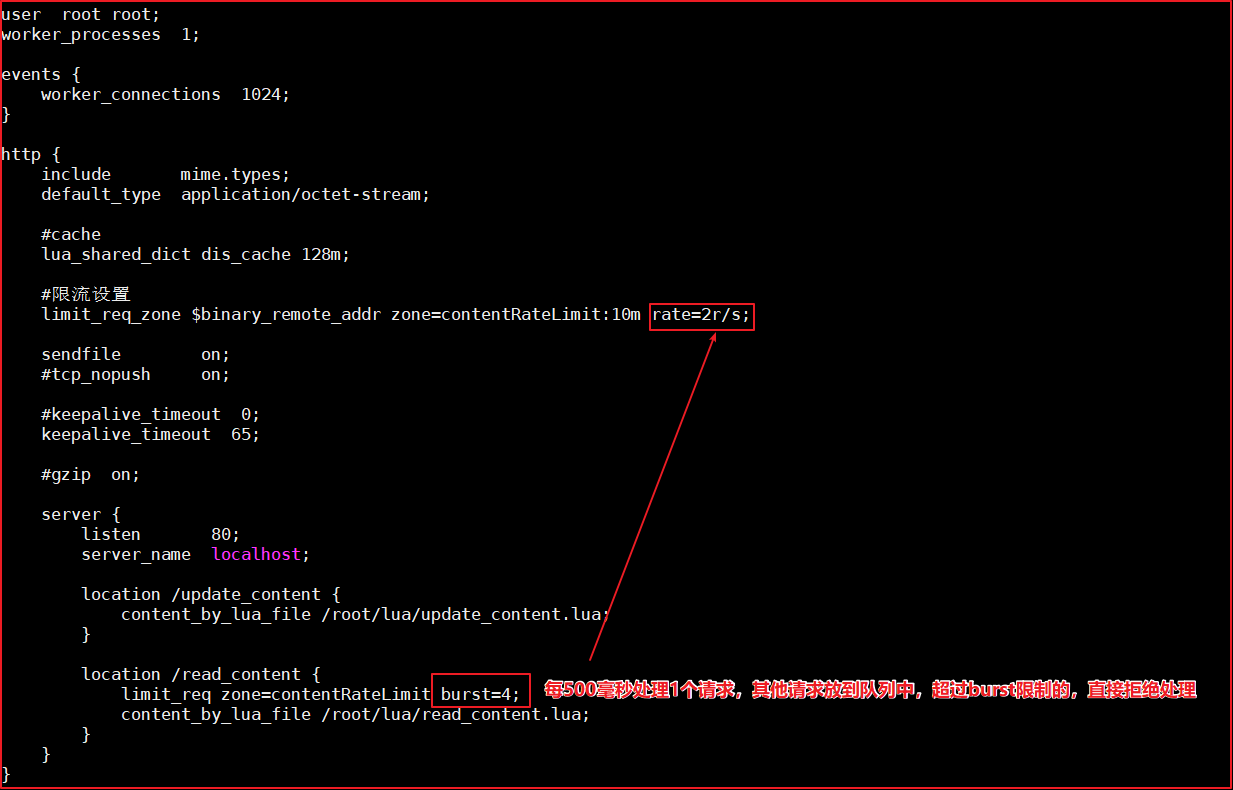 user  root root;
worker_processes  1;
events {
    worker_connections  1024;
}
http {
    include       mime.types;
    default_type  application/octet-stream;
    #cache
    lua_shared_dict dis_cache 128m;
    #限流设置
    limit_req_zone $binary_remote_addr zone=contentRateLimit:10m rate=2r/s;
    sendfile        on;
    #tcp_nopush     on;
    #keepalive_timeout  0;
    keepalive_timeout  65;
    #gzip  on;
    server {
        listen       80;
        server_name  localhost;
        location /update_content {
            content_by_lua_file /root/lua/update_content.lua;
        }
        location /read_content {
            limit_req zone=contentRateLimit burst=4; 每500毫秒处理1个请求，其他请求放到队列中，超过burst限制的，直接拒绝处理
            content_by_lua_file /root/lua/read_content.lua;
        }
    }
}